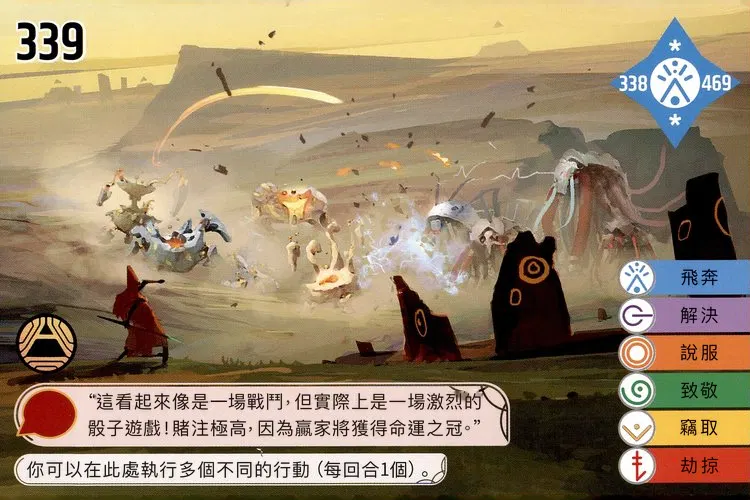 339
*
338 469
*
飛奔
解決
說服
致敬
竊取
劫掠
“這看起來像是一場戰鬥，但實際上是一場激烈的
骰子遊戲！賭注極高，因為贏家將獲得命運之冠。”
你可以在此處執行多個不同的行動（每回合1個）。